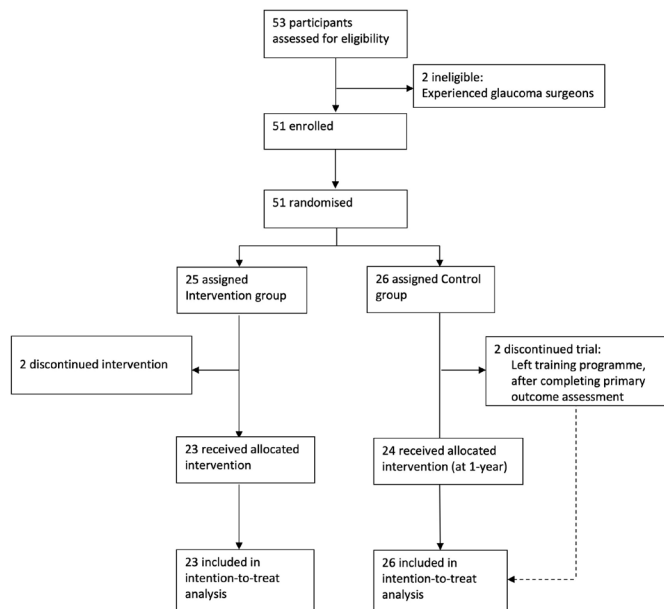 53 participants
assessed for eligibility
2 ineligible:
Experienced glaucoma surgeons
51 enrolled
51 randomised
25 assigned
Intervention group
26 assigned Control
group
2 discontinued intervention
2 discontinued trial:
Left training programme,
after completing primary
outcome assessment
23 received allocated
intervention
24 received allocated
intervention (at 1-year)
23 included in
intention-to-treat
analysis
26 included in
intention-to-treat
analysis